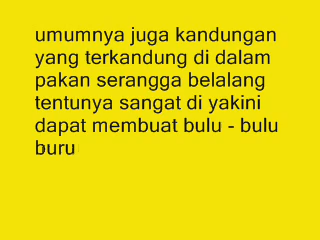 umumnya juga kandungan
yang terkandung di dalam
pakan serangga belalang
tentunya sangat di yakini
dapat membuat bulu - bulu
buru